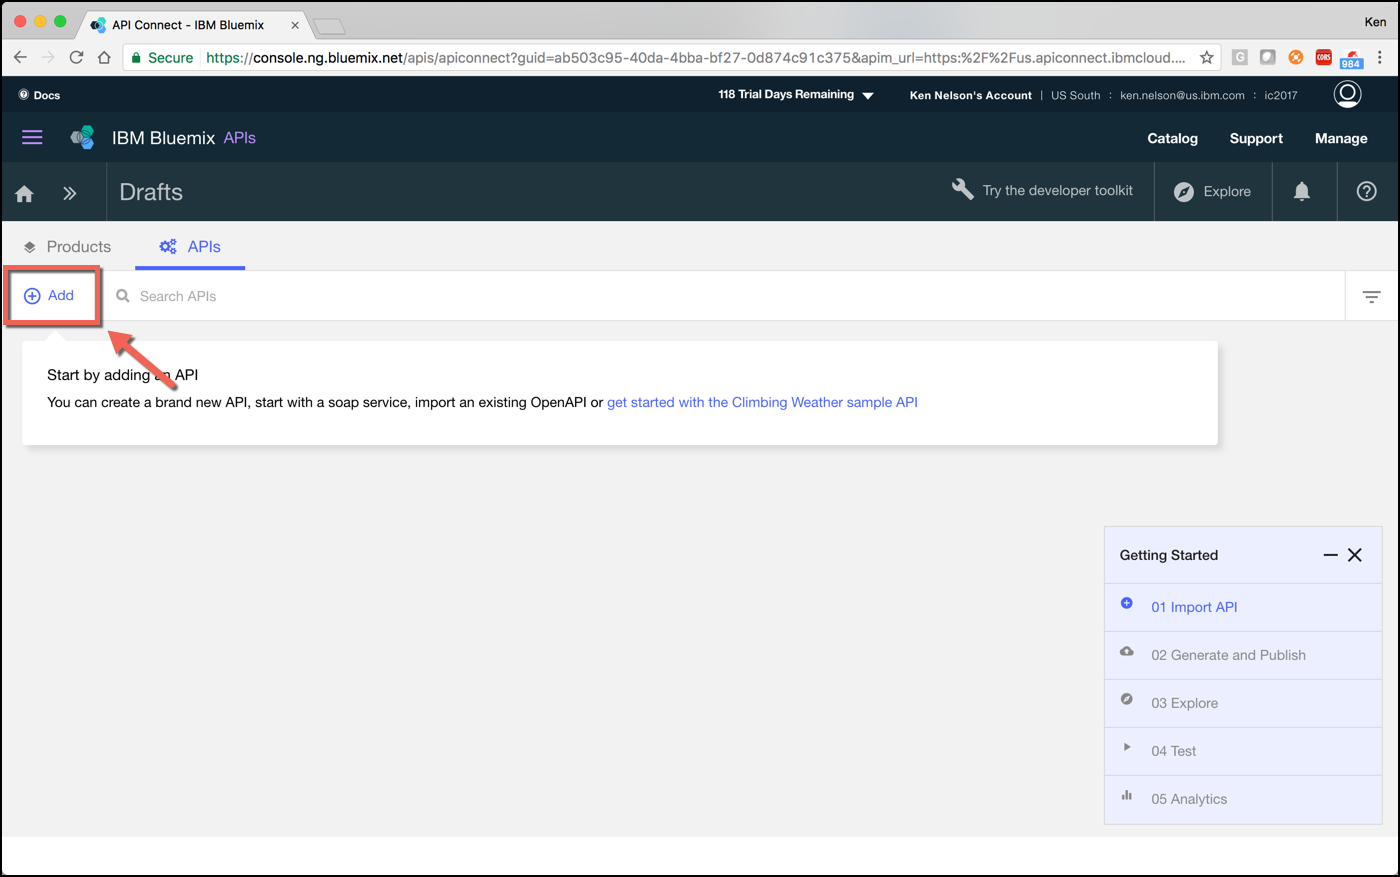 API Connect - IBM Bluemix
Ken
Secure https://console.ng.bluemix.net/apis/apiconnect?guid=ab503c95-40da-4bba-bf27-0d874c91c375&apim_url=https:%2F%2Fus.apiconnect.ibmcloud....
G
CORS
984
Docs
118 Trial Days Remaining
Ken Nelson's Account | US South : ken.nelson@us.ibm.com : ic2017
IBM Bluemix APIs
Catalog Support Manage
Drafts
Try the developer toolkit
Explore
Products APIs
Add
Search APIs
Start by adding an API
You can create a brand new API, start with a soap service, import an existing OpenAPI or get started with the Climbing Weather sample API
Getting Started
01 Import API
02 Generate and Publish
03 Explore
04 Test
05 Analytics